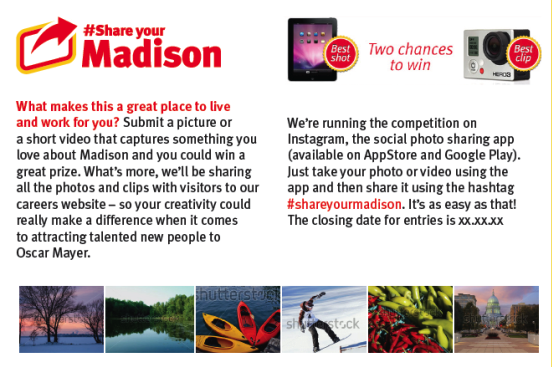 #Share your
Madison
Best
shot
Two chances
to win
HERO3
Best
clip
What makes this a great place to live
and work for you? Submit a picture or
a short video that captures something you
love about Madison and you could win a
great prize. What's more, we'll be sharing
all the photos and clips with visitors to our
careers website – so your creativity could
really make a difference when it comes
to attracting talented new people to
Oscar Mayer.
We're running the competition on
Instagram, the social photo sharing app
(available on AppStore and Google Play).
Just take your photo or video using the
app and then share it using the hashtag
#shareyourmadison. It's as easy as that!
The closing date for entries is xx.xx.xx
shutterstock
shutterstock